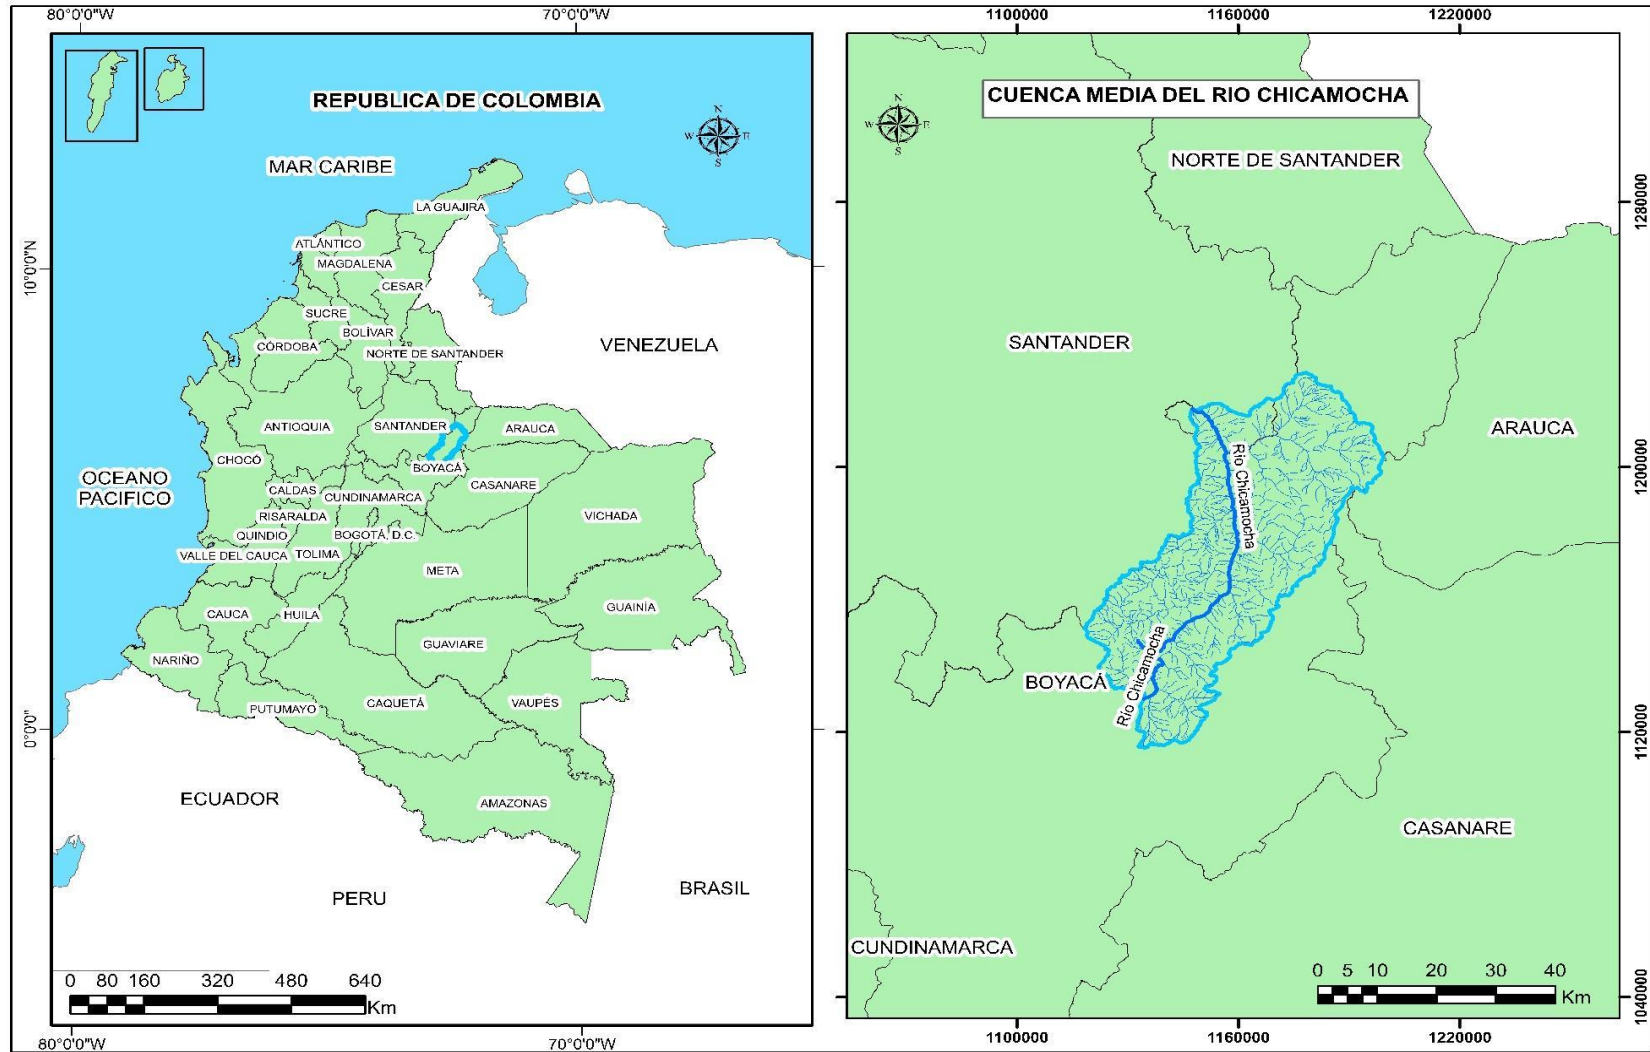 80°0'0"W
70°0'0"W
REPUBLICA DE COLOMBIA
N
W
E
S
MAR CARIBE
LA GUAJIRA
ATLÁNTICO
MAGDALENA
CESAR
SUCRE
BOLÍVAR
CÓRDOBA
NORTE DE SANTANDER
VENEZUELA
10°0'0"N
ANTIOQUIA
SANTANDER
ARAUCA
CHOCÓ
BOYACÁ
OCEANO
PACIFICO
CASANARE
CALDAS
CUNDINAMARCA
RISARALDA
VICHADA
QUINDIO
BOGOTÁ, D.C.
VALLE DEL CAUCA
TOLIMA
META
CAUCA
HUILA
GUAINÍA
GUAVIARE
NARIÑO
PUTUMAYO
CAQUETÁ
VAUPÉS
0°0'0"
ECUADOR
AMAZONAS
PERU
BRASIL
0 80 160 320 480 640
Km
80°0'0"W
70°0'0"W
1100000
1160000
1220000
CUENCA MEDIA DEL RIO CHICAMOCHA
N
W
E
S
NORTE DE SANTANDER
1280000
SANTANDER
ARAUCA
1200000
Río Chicamocha
Río Chicamocha
BOYACÁ
1120000
CASANARE
CUNDINAMARCA
0 5 10 20 30 40
Km
1040000
1100000
1160000
1220000